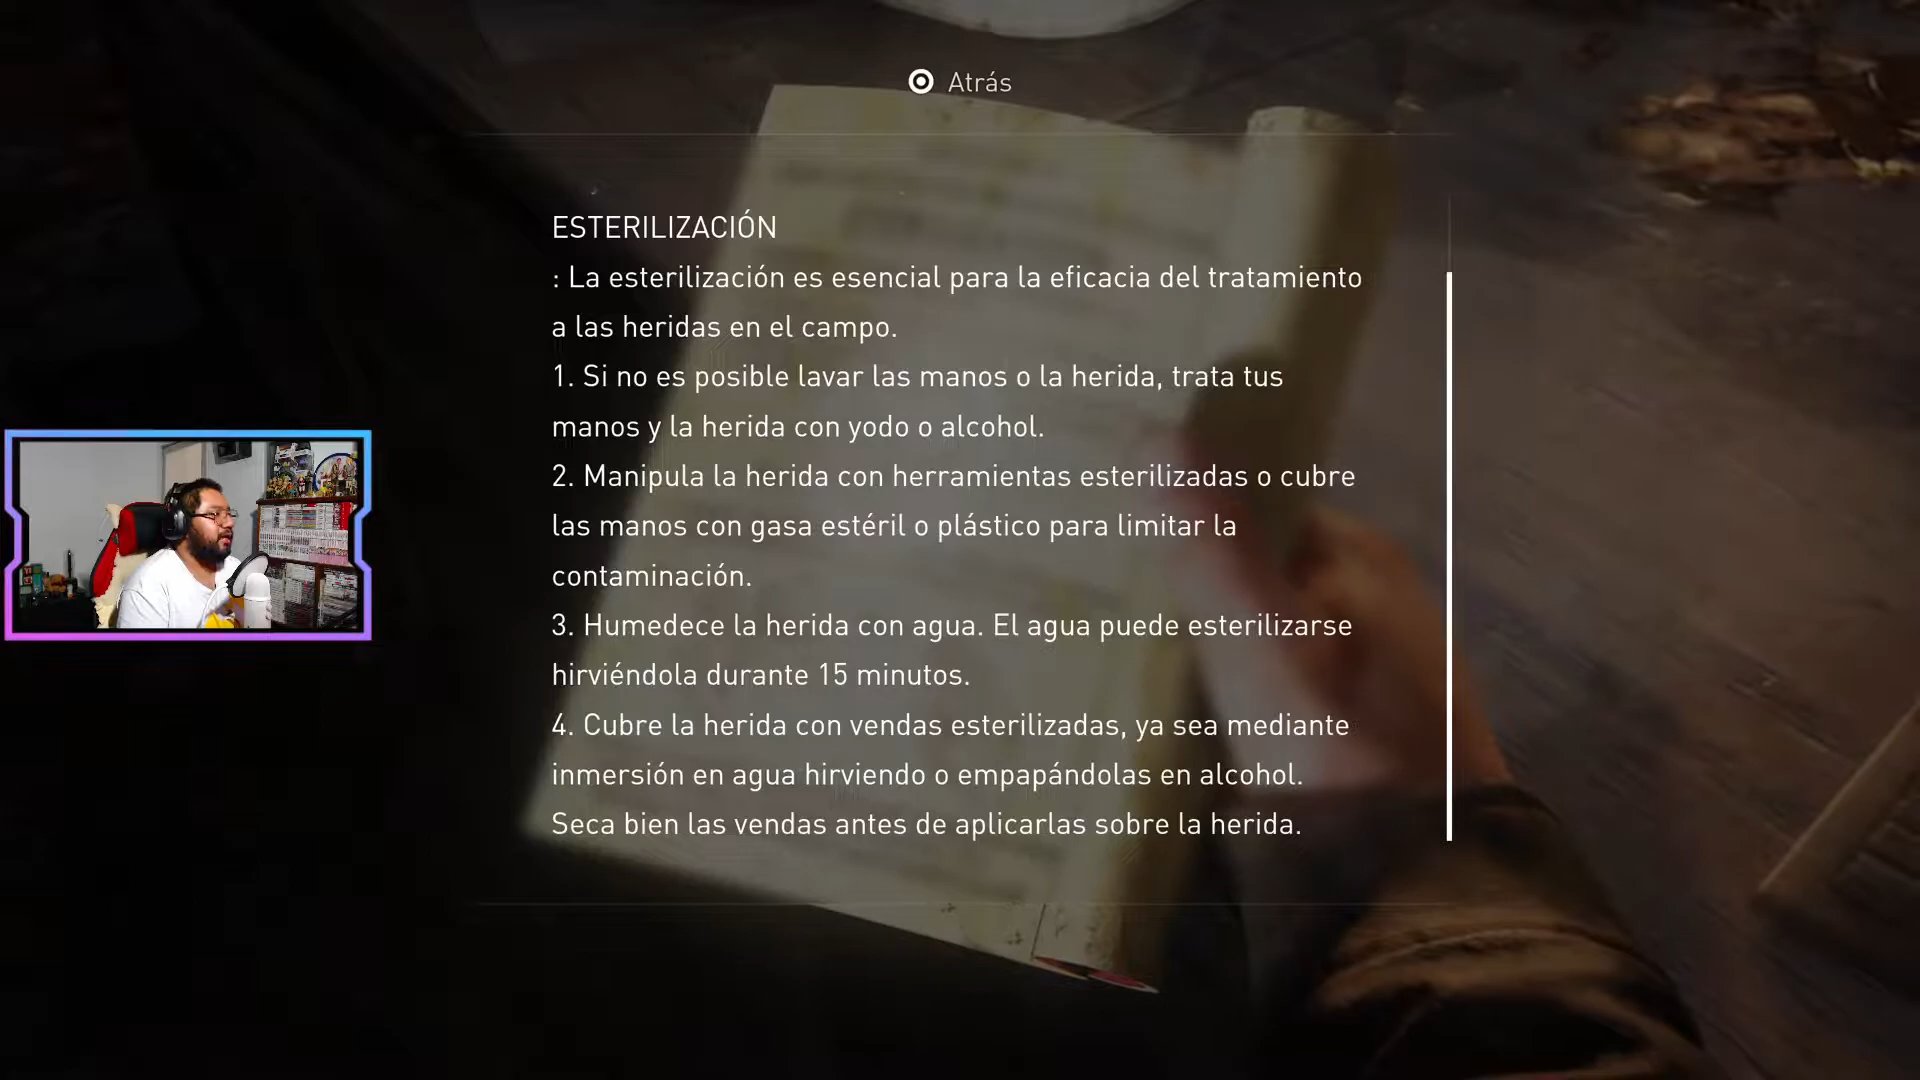 Atrás
ESTERILIZACIÓN
: La esterilización es esencial para la eficacia del tratamiento
a las heridas en el campo.
1. Si no es posible lavar las manos o la herida, trata tus
manos y la herida con yodo o alcohol.
2. Manipula la herida con herramientas esterilizadas o cubre
las manos con gasa estéril o plástico para limitar la
contaminación.
3. Humedece la herida con agua. El agua puede esterilizarse
hirviéndola durante 15 minutos.
4. Cubre la herida con vendas esterilizadas, ya sea mediante
inmersión en agua hirviendo o empapándolas en alcohol.
Seca bien las vendas antes de aplicarlas sobre la herida.